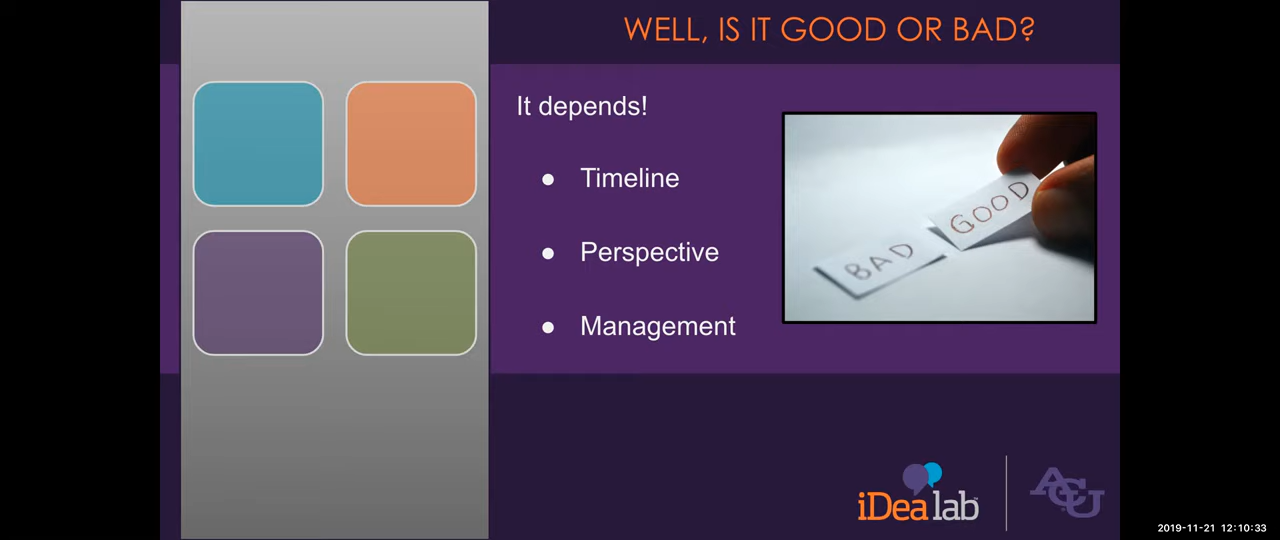 WELL, IS IT GOOD OR BAD?
It depends!
● Timeline
● Perspective
● Management
BAD GOOD
iDea lab™
ACU
2019-11-21 12:10:33